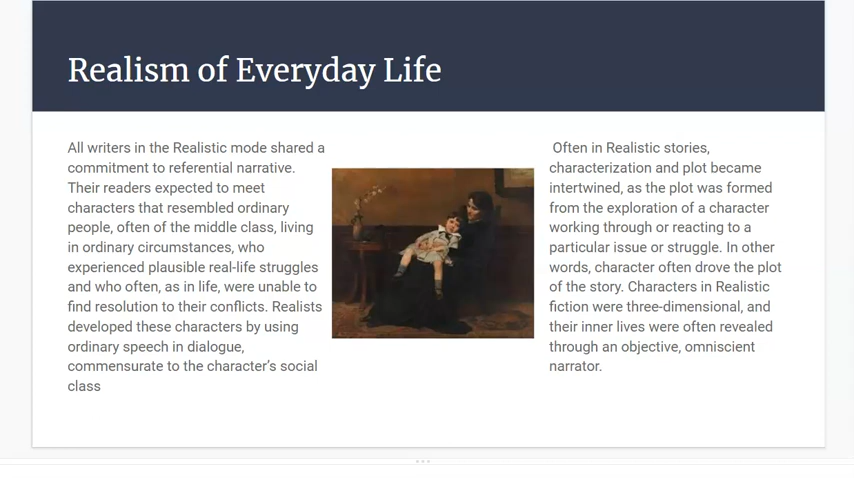 Realism of Everyday Life
All writers in the Realistic mode shared a
commitment to referential narrative.
Their readers expected to meet
characters that resembled ordinary
people, often of the middle class, living
in ordinary circumstances, who
experienced plausible real-life struggles
and who often, as in life, were unable to
find resolution to their conflicts. Realists
developed these characters by using
ordinary speech in dialogue,
commensurate to the character’s social
class
Often in Realistic stories,
characterization and plot became
intertwined, as the plot was formed
from the exploration of a character
working through or reacting to a
particular issue or struggle. In other
words, character often drove the plot
of the story. Characters in Realistic
fiction were three-dimensional, and
their inner lives were often revealed
through an objective, omniscient
narrator.